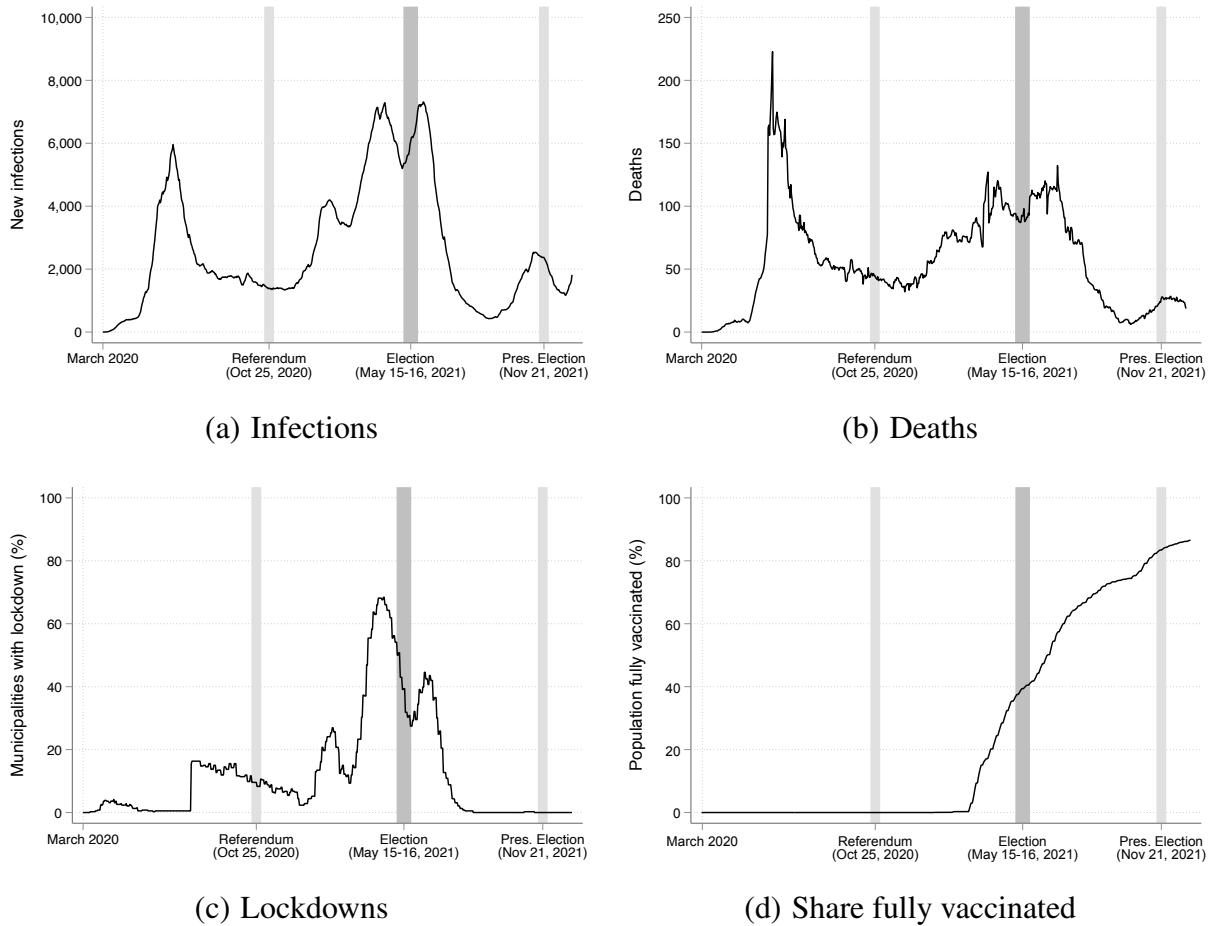 10,000
8,000
6,000
4,000
2,000
0
New infections
March 2020
Referendum
(Oct 25, 2020)
Election
(May 15-16, 2021)
Pres. Election
(Nov 21, 2021)
(a) Infections
250
200
150
100
50
0
Deaths
March 2020
Referendum
(Oct 25, 2020)
Election
(May 15-16, 2021)
Pres. Election
(Nov 21, 2021)
(b) Deaths
100
80
60
40
20
0
Municipalities with lockdown (%)
March 2020
Referendum
(Oct 25, 2020)
Election
(May 15-16, 2021)
Pres. Election
(Nov 21, 2021)
(c) Lockdowns
100
80
60
40
20
0
Population fully vaccinated (%)
March 2020
Referendum
(Oct 25, 2020)
Election
(May 15-16, 2021)
Pres. Election
(Nov 21, 2021)
(d) Share fully vaccinated